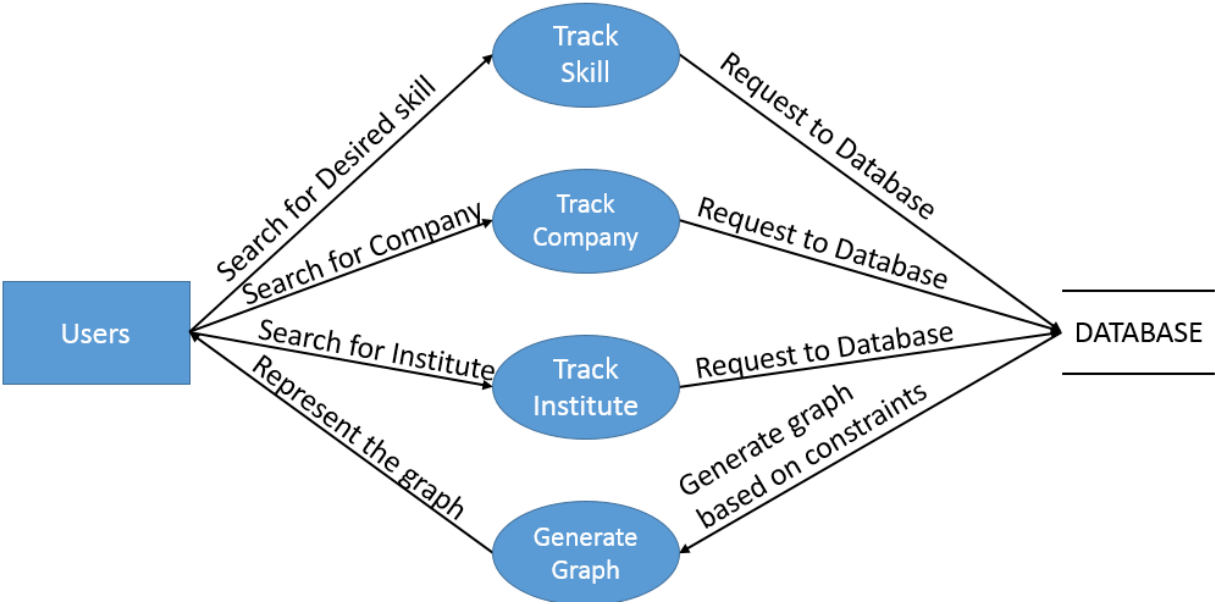 Track
Skill
Search for Desired skill
Request to Database
Track
Company
Search for Company
Request to Database
Users
Search for Institute
Track
Institute
Request to Database
DATABASE
Represent the graph
Generate graph
based on constraints
Generate
Graph